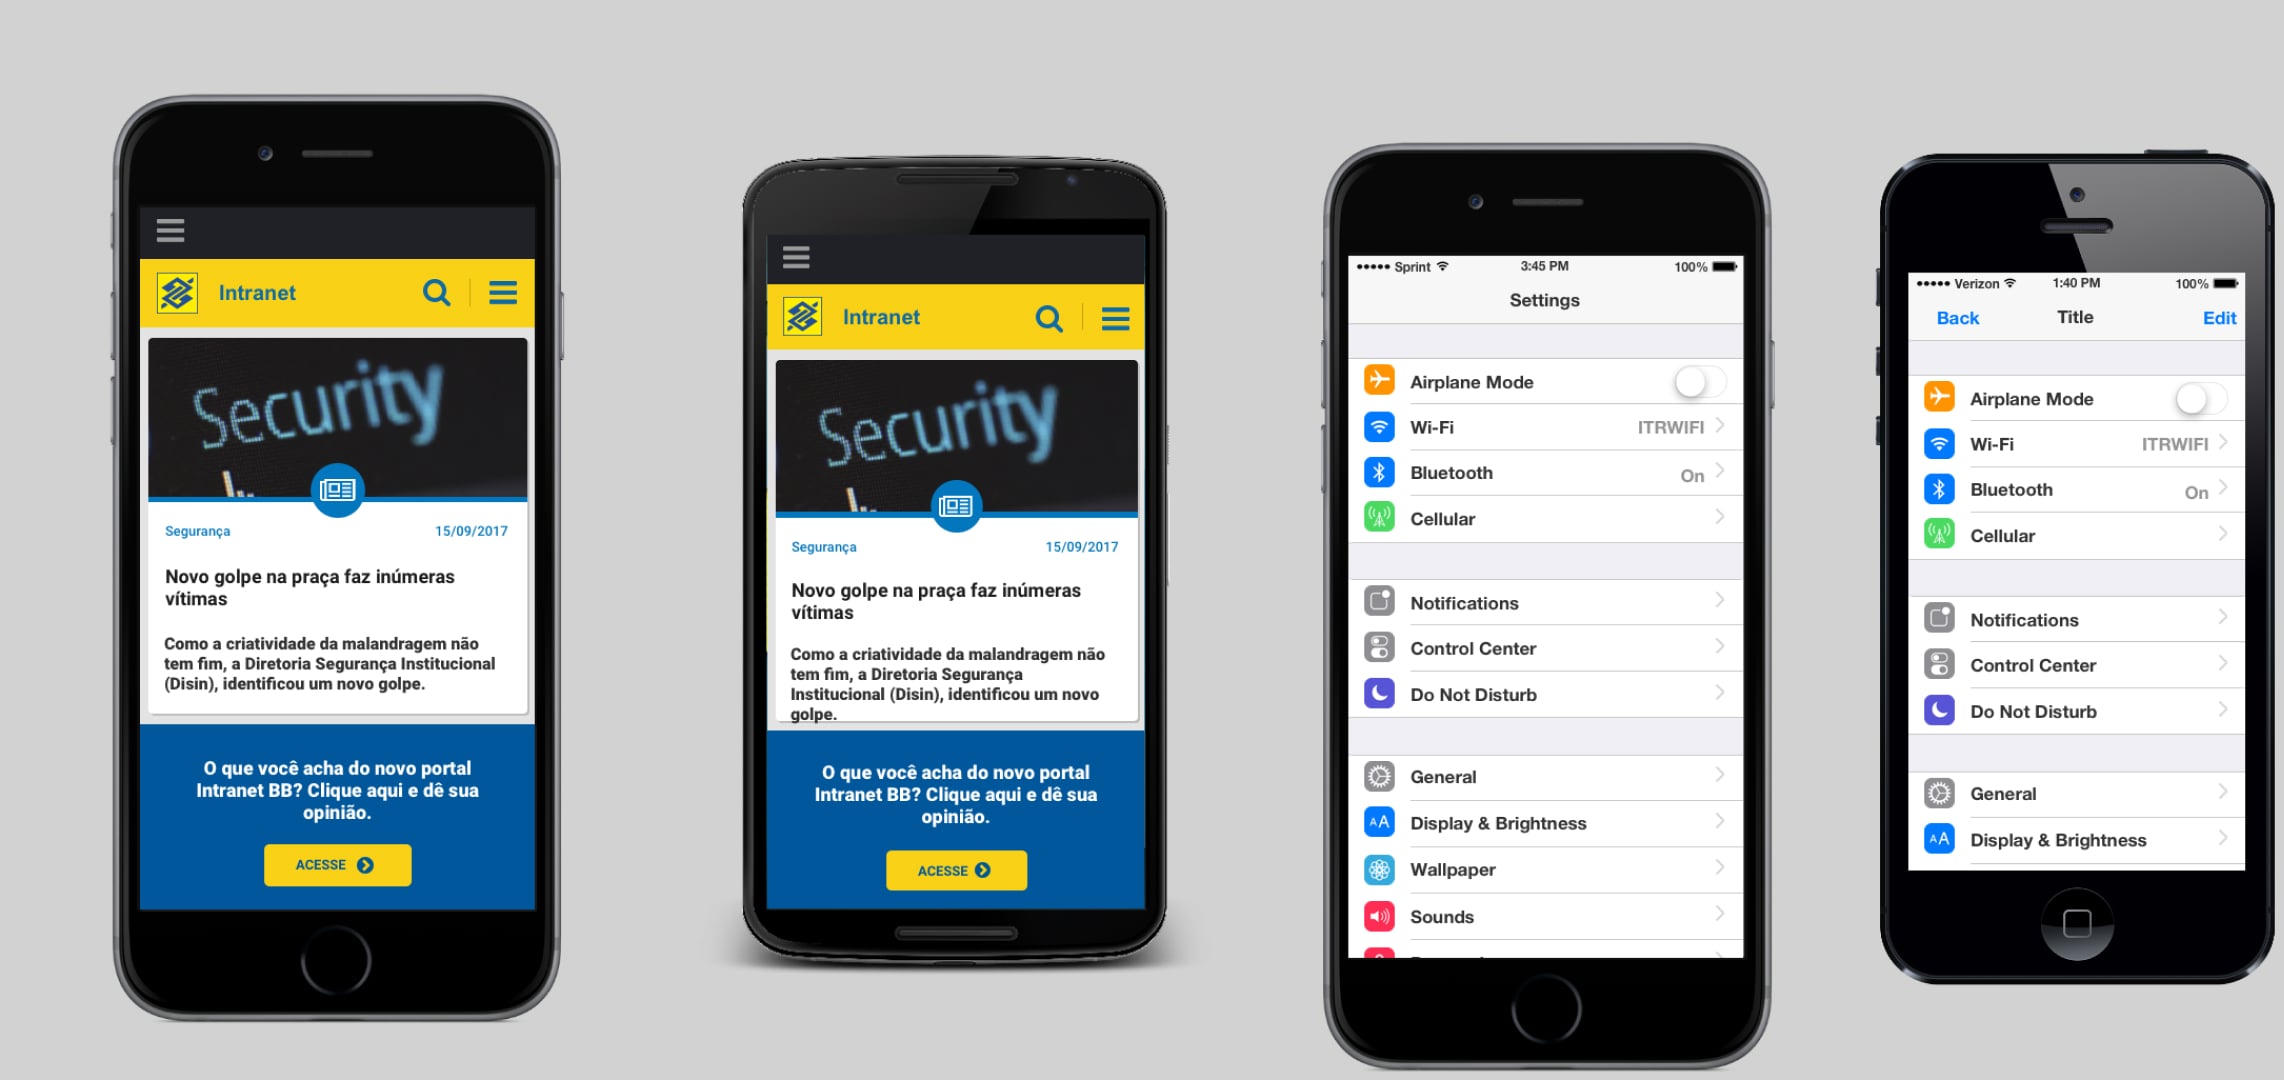 Intranet
Security
Segurança 15/09/2017
Novo golpe na praça faz inúmeras
vítimas
Como a criatividade da malandragem não
tem fim, a Diretoria Segurança Institucional
(Disin), identificou um novo golpe.
O que você acha do novo portal
Intranet BB? Clique aqui e dê sua
opinião.
ACESSE
Intranet
Security
Segurança 15/09/2017
Novo golpe na praça faz inúmeras
vítimas
Como a criatividade da malandragem não
tem fim, a Diretoria Segurança
Institucional (Disin), identificou um novo
golpe.
O que você acha do novo portal
Intranet BB? Clique aqui e dê sua
opinião.
ACESSE
Sprint 3:45 PM 100%
Settings
Airplane Mode
Wi-Fi ITRWIFI
Bluetooth On
Cellular
Notifications
Control Center
Do Not Disturb
General
AA Display & Brightness
Wallpaper
Sounds
Verizon 1:40 PM 100%
Back Title Edit
Airplane Mode
Wi-Fi ITRWIFI
Bluetooth On
Cellular
Notifications
Control Center
Do Not Disturb
General
AA Display & Brightness